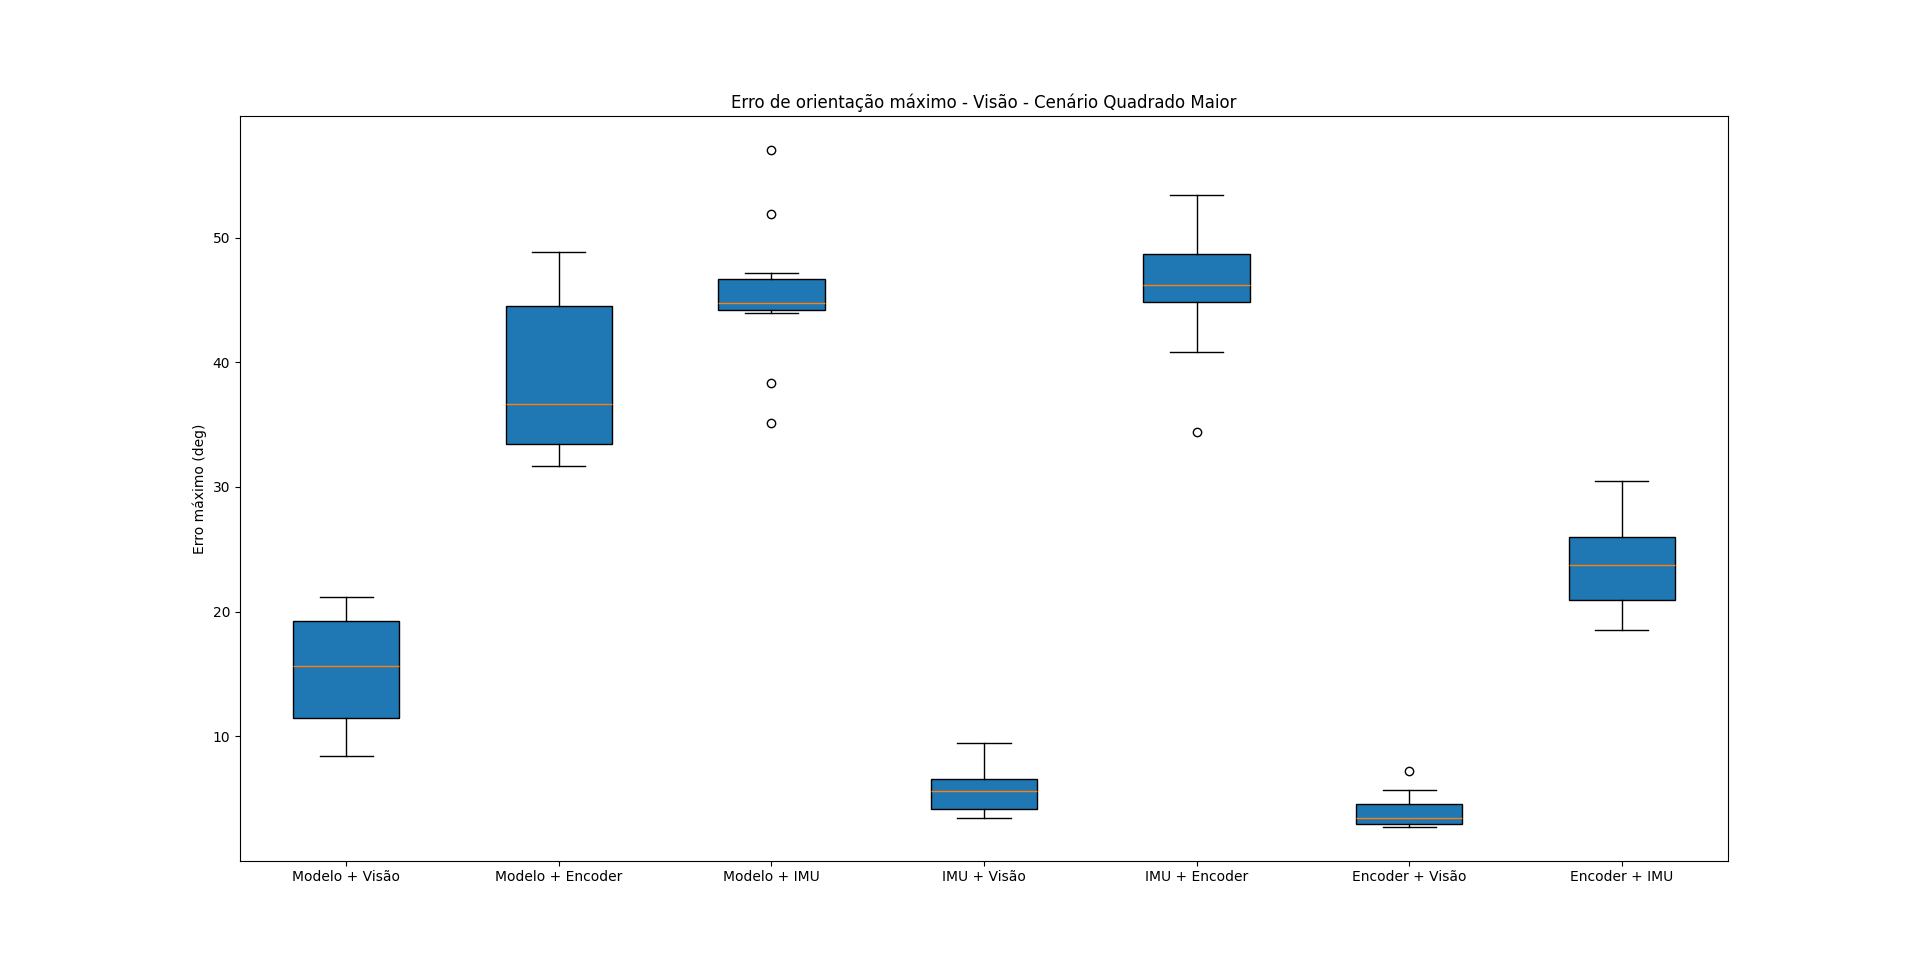 Erro de orientação máximo - Visão - Cenário Quadrado Maior
Erro máximo (deg)
50
40
30
20
10
Modelo + Visão
Modelo + Encoder
Modelo + IMU
IMU + Visão
IMU + Encoder
Encoder + Visão
Encoder + IMU